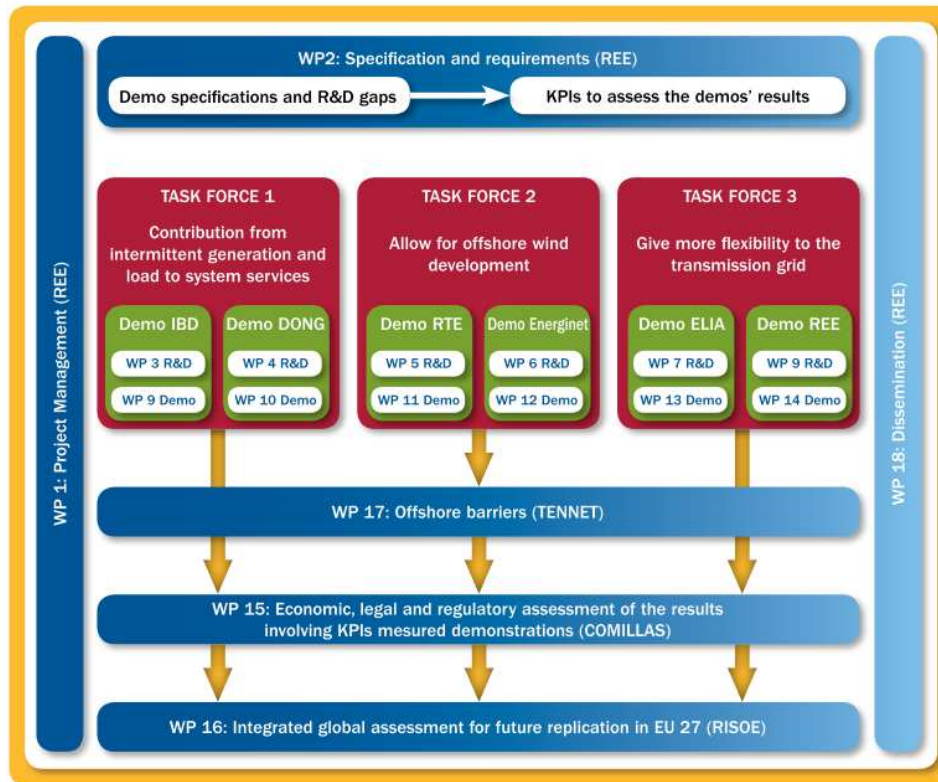 WP2: Specification and requirements (REE)
Demo specifications and R&D gaps
KPIs to assess the demos' results
WP 1: Project Management (REE)
TASK FORCE 1
Contribution from
intermittent generation and
load to system services
Demo IBD
WP 3 R&D
WP 9 Demo
Demo DONG
WP 4 R&D
WP 10 Demo
TASK FORCE 2
Allow for offshore wind
development
Demo RTE
WP 5 R&D
WP 11 Demo
Demo Energinet
WP 6 R&D
WP 12 Demo
TASK FORCE 3
Give more flexibility to the
transmission grid
Demo ELIA
WP 7 R&D
WP 13 Demo
Demo REE
WP 9 R&D
WP 14 Demo
WP 18: Dissemination (REE)
WP 17: Offshore barriers (TENNET)
WP 15: Economic, legal and regulatory assessment of the results
involving KPIs mesured demonstrations (COMILLAS)
WP 16: Integrated global assessment for future replication in EU 27 (RISOE)